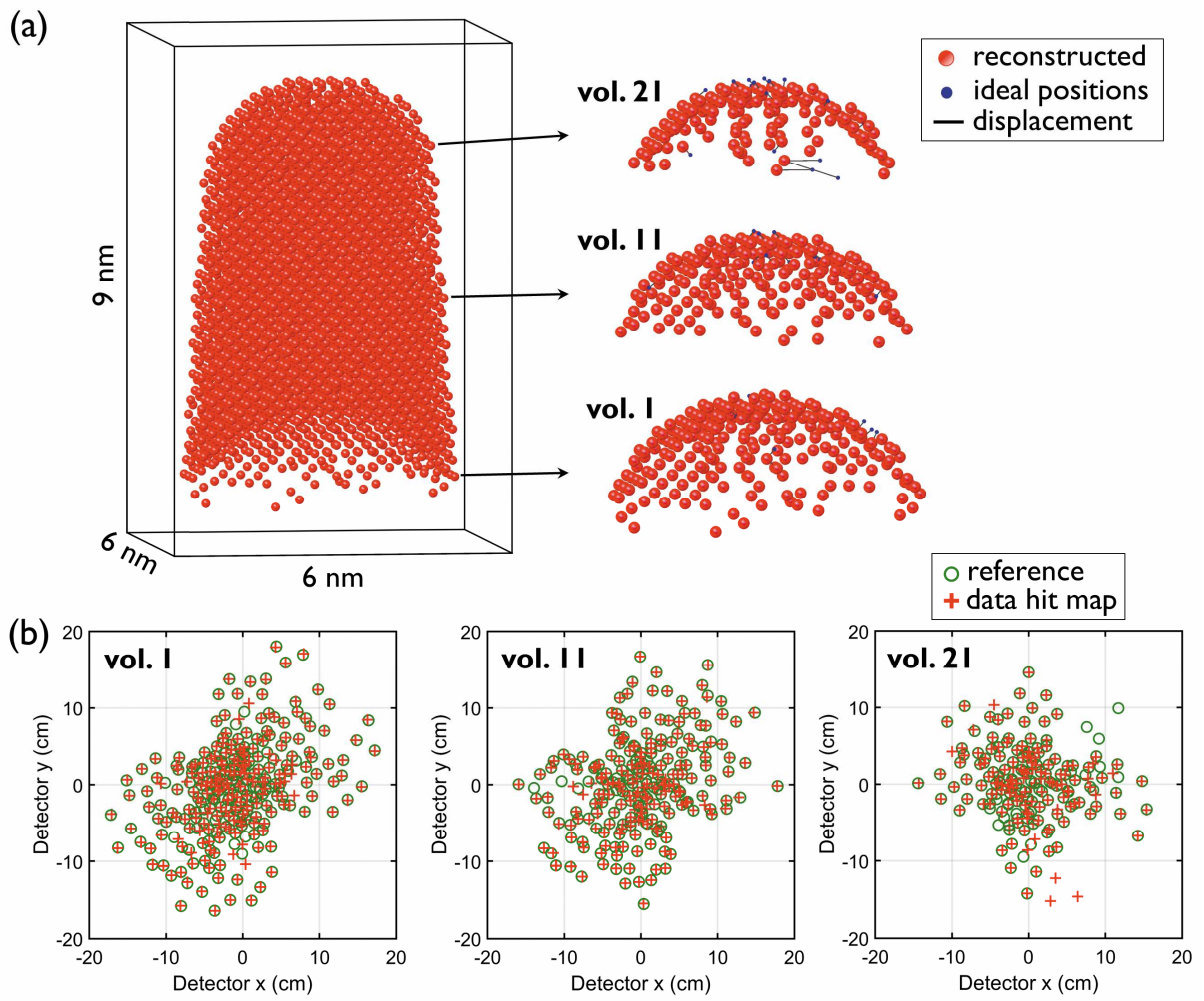 (a)
vol. 21
reconstructed
ideal positions
displacement
vol. 11
9 nm
vol. 1
6 nm
6 nm
reference
data hit map
(b)
vol. 1
vol. 11
vol. 21
20
10
0
-10
-20
Detector y (cm)
-20
-10
0
10
20
Detector x (cm)
20
10
0
-10
-20
Detector y (cm)
-20
-10
0
10
20
Detector x (cm)
20
10
0
-10
-20
Detector y (cm)
-20
-10
0
10
20
Detector x (cm)